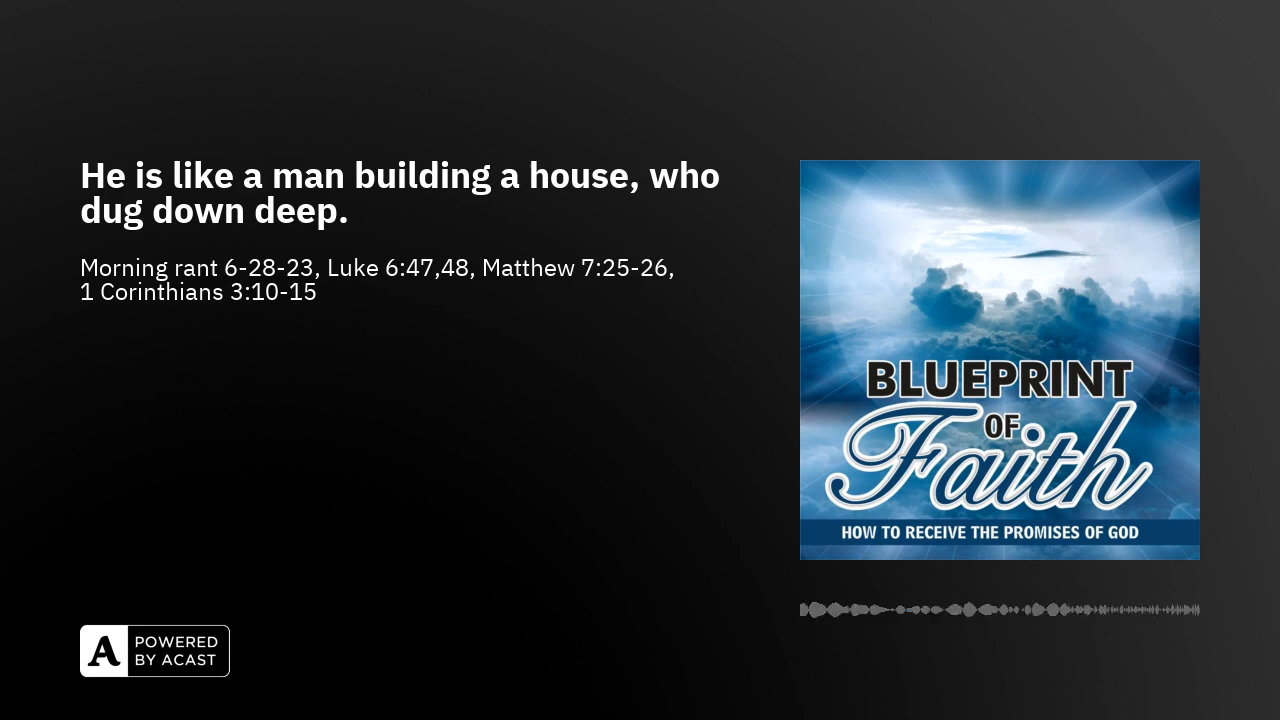 He is like a man building a house, who
dug down deep.
Morning rant 6-28-23, Luke 6:47,48, Matthew 7:25-26,
1 Corinthians 3:10-15
BLUEPRINT
OF
Faith
HOW TO RECEIVE THE PROMISES OF GOD
A
POWERED
BY ACAST